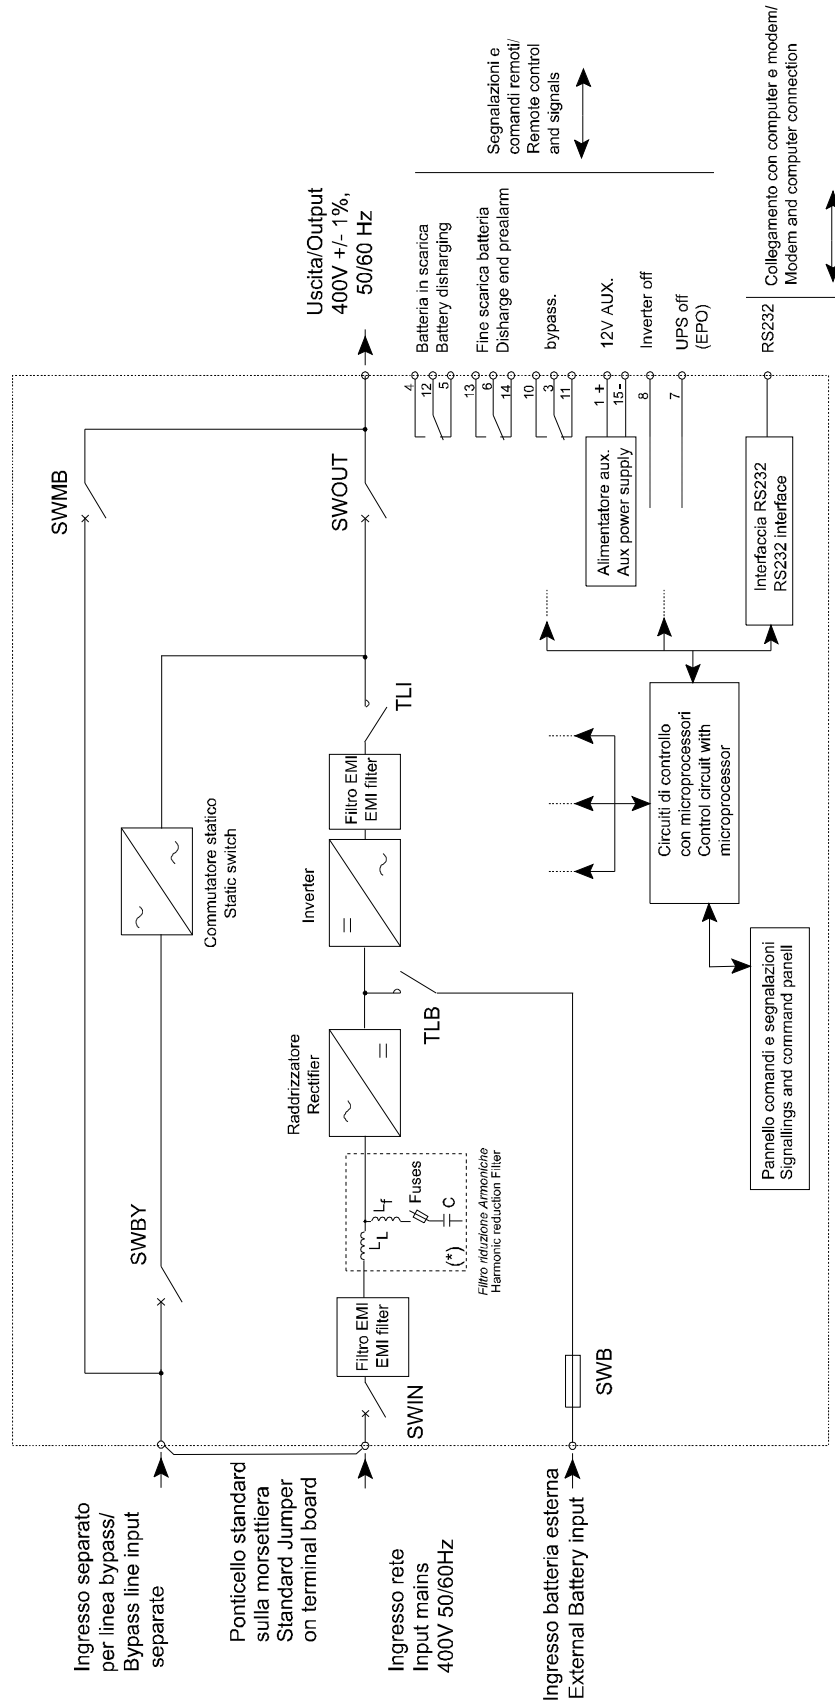 Ingresso separato
per linea bypass/
Bypass line input
separate
Ponticello standard
sulla morsettiera
Standard Jumper
on terminal board
Ingresso rete
Input mains
400V 50/60Hz
Ingresso batteria esterna
External Battery input
SWMB
SWBY
SWIN
SWB
Filtro EMI
EMI filter
LL
Lf
Fuses
C
(*)
Filtro riduzione Armoniche
Harmonic reduction Filter
Raddrizzatore
Rectifier
TLB
Commutatore statico
Static switch
Inverter
Filtro EMI
EMI filter
TLI
SWOUT
Uscita/Output
400V +/- 1%,
50/60 Hz
4
12
5
Batteria in scarica
Battery disharging
13
6
14
Fine scarica batteria
Disharge end prealarm
10
3
11
bypass.
1 +
15 -
12V AUX.
8
Inverter off
7
UPS off
(EPO)
RS232
Alimentatore aux.
Aux power supply
Interfaccia RS232
RS232 interface
Circuiti di controllo
con microprocessori
Control circuit with
microprocessor
Pannello comandi e segnalazioni
Signallings and command panell
Segnalazioni e
comandi remoti/
Remote control
and signals
Collegamento con computer e modem/
Modem and computer connection